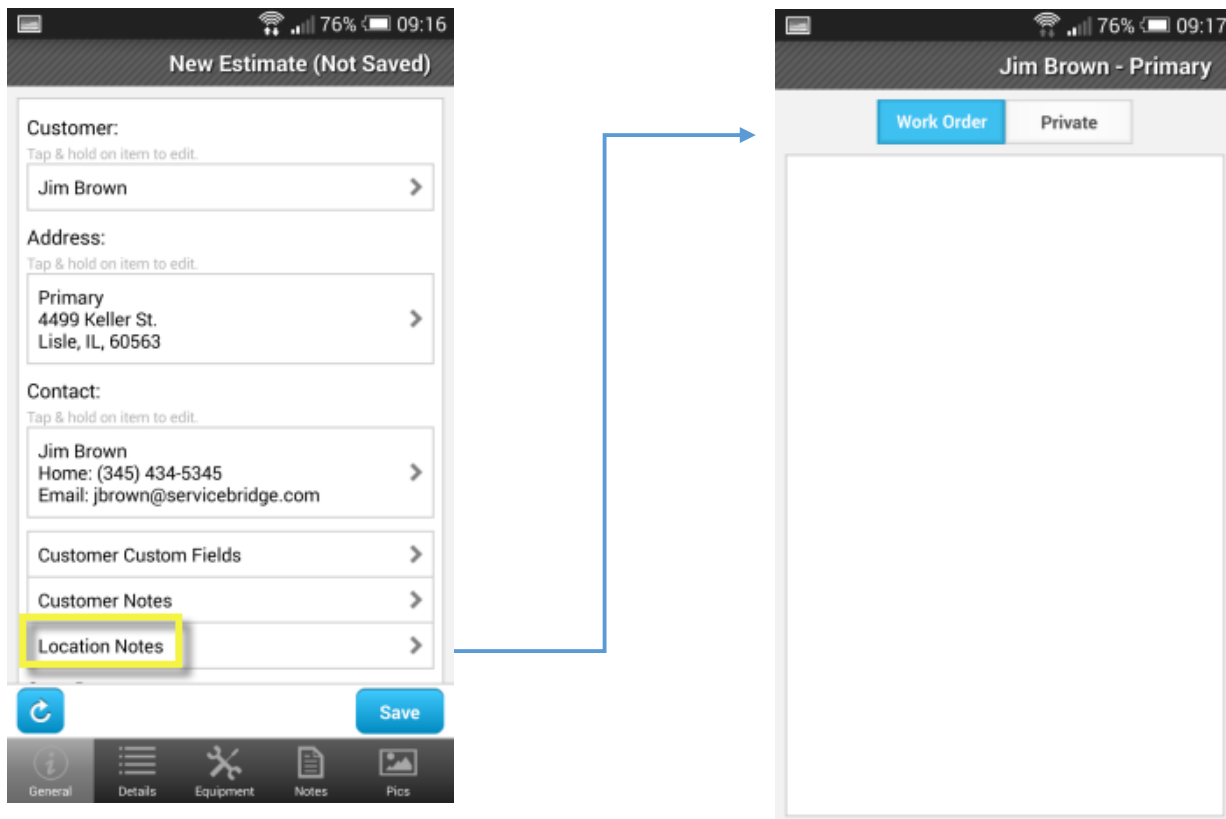 76% 09:16
New Estimate (Not Saved)
Customer:
Tap & hold on item to edit.
Jim Brown
Address:
Tap & hold on item to edit.
Primary
4499 Keller St.
Lisle, IL, 60563
Contact:
Tap & hold on item to edit.
Jim Brown
Home: (345) 434-5345
Email: jbrown@servicebridge.com
Customer Custom Fields
Customer Notes
Location Notes
Save
General Details Equipment Notes Pics
76% 09:17
Jim Brown - Primary
Work Order Private